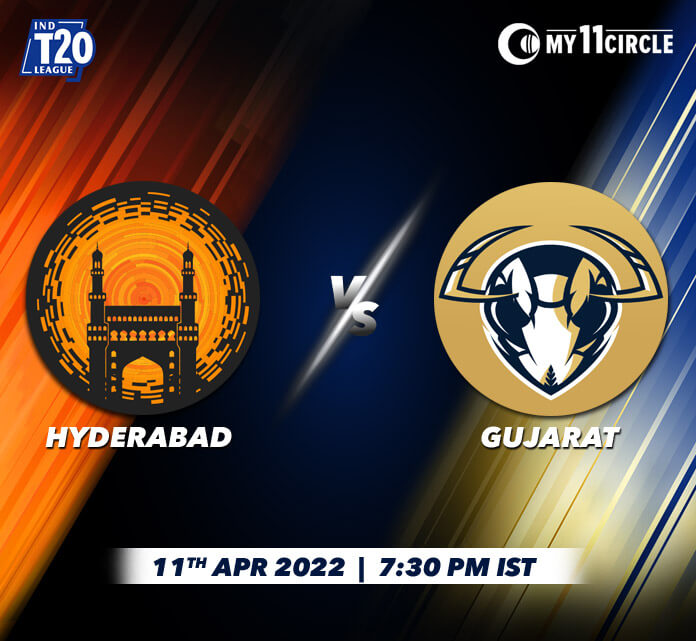 IND
T20
LEAGUE
MY11CIRCLE
VS
HYDERABAD
GUJARAT
11TH APR 2022 | 7:30 PM IST